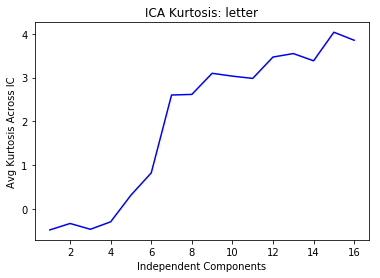 ICA Kurtosis: letter
Avg Kurtosis Across IC
4
3
2
1
0
2 4 6 8 10 12 14 16
Independent Components